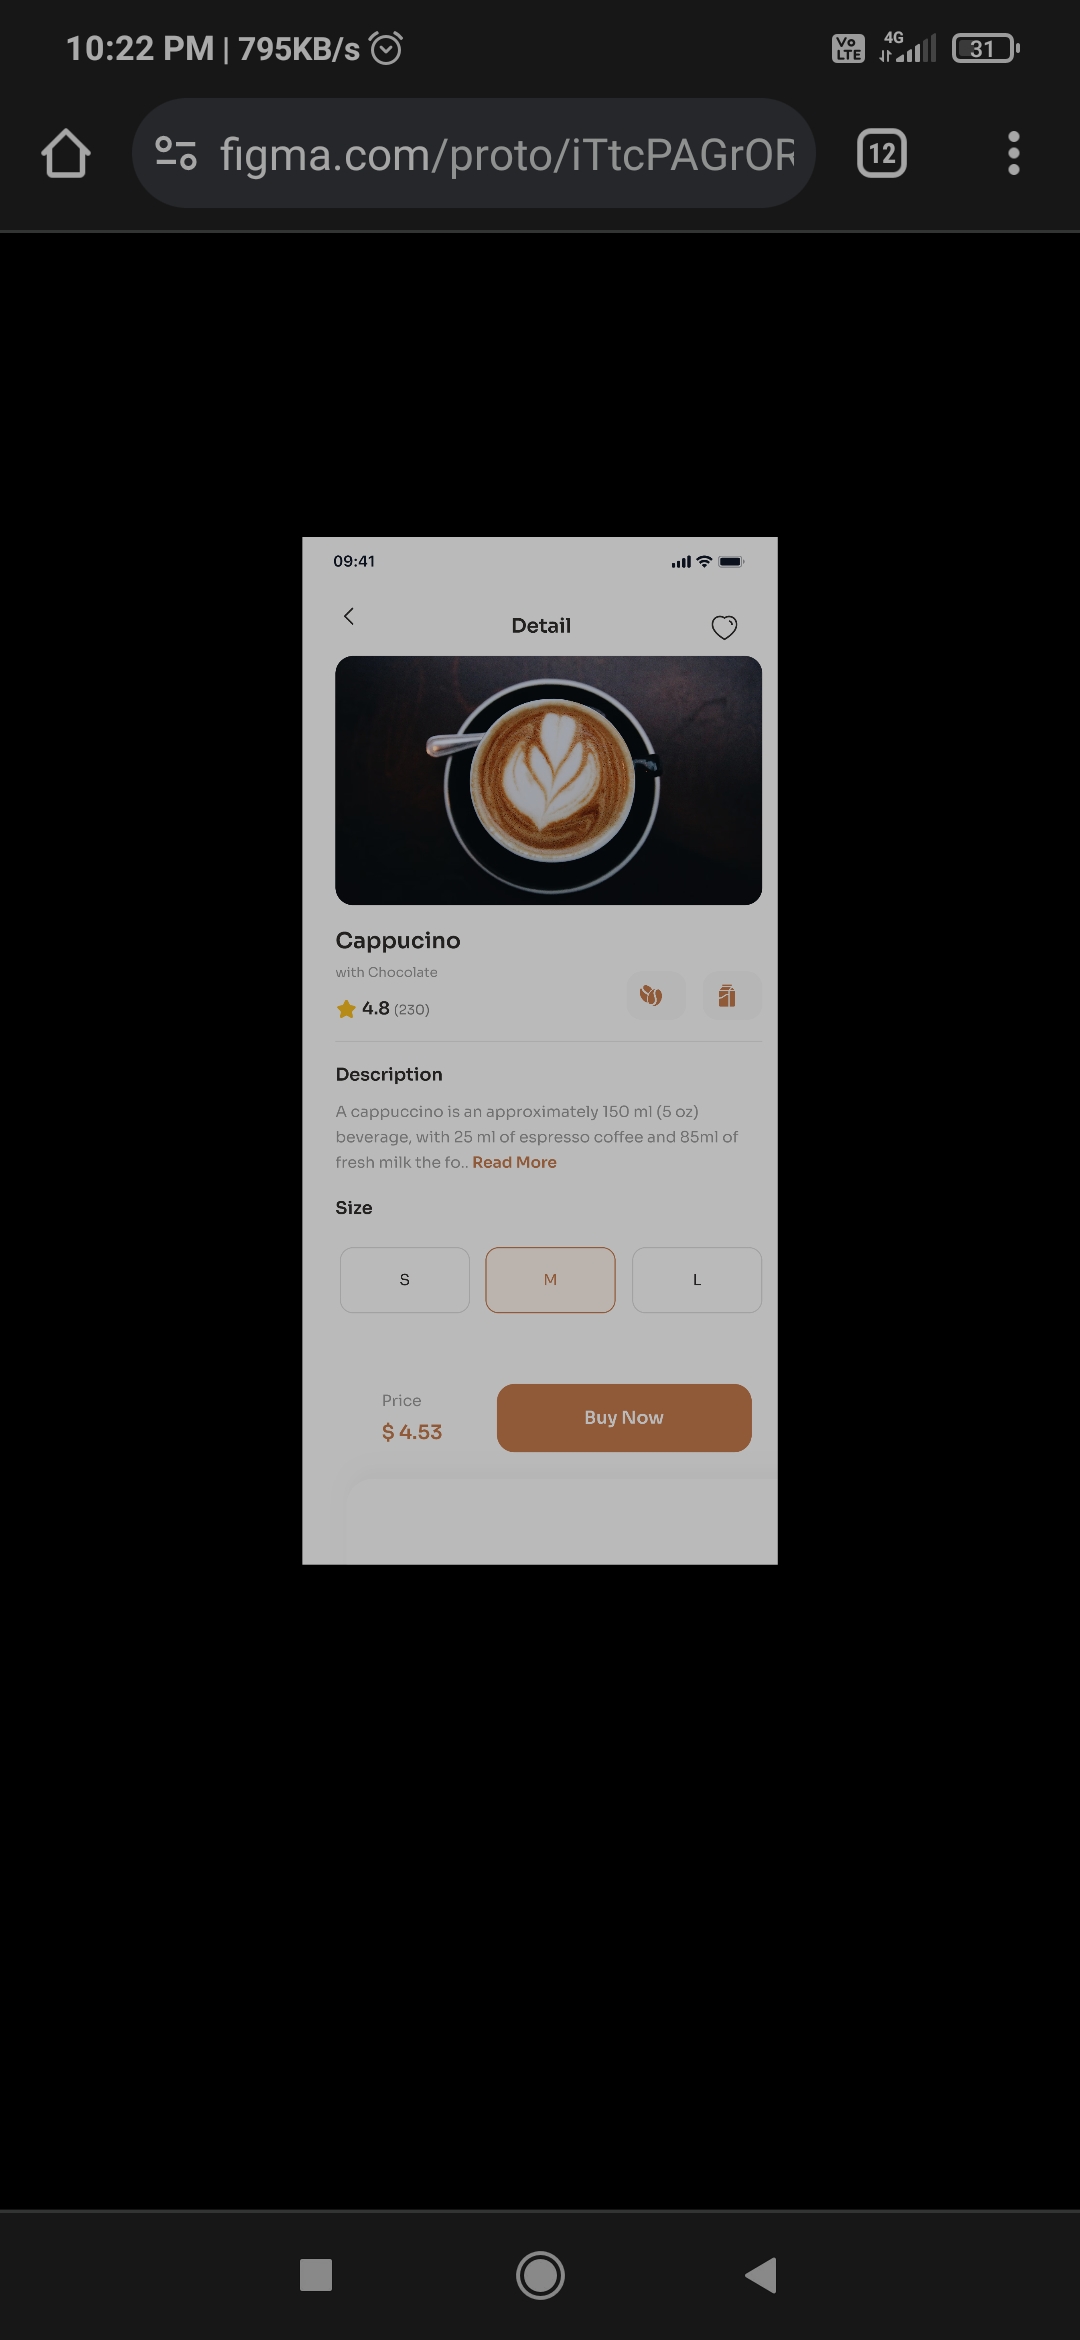 10:22 PM | 795KB/s
Vo LTE 4G 31
figma.com/proto/iTtcPAGrOR
12
09:41
Detail
Cappucino
with Chocolate
4.8 (230)
Description
A cappuccino is an approximately 150 ml (5 oz)
beverage, with 25 ml of espresso coffee and 85ml of
fresh milk the fo.. Read More
Size
S M L
Price
$ 4.53
Buy Now